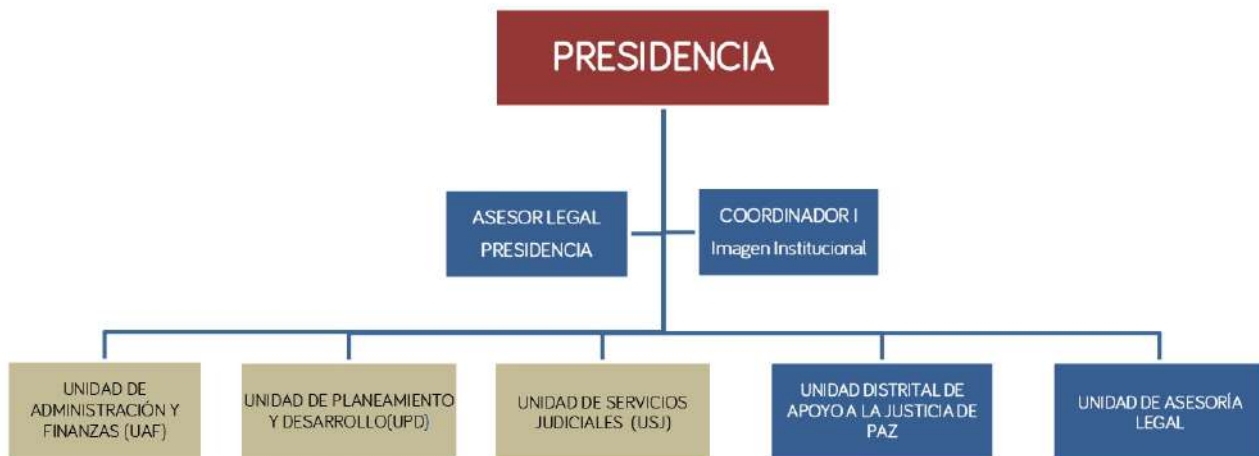 PRESIDENCIA
ASESOR LEGAL
PRESIDENCIA
COORDINADOR I
Imagen Institucional
UNIDAD DE
ADMINISTRACIÓN Y
FINANZAS (UAF)
UNIDAD DE PLANEAMIENTO
Y DESARROLLO(UPD)
UNIDAD DE SERVICIOS
JUDICIALES (USJ)
UNIDAD DISTRITAL DE
APOYO A LA JUSTICIA DE
PAZ
UNIDAD DE ASESORÍA
LEGAL